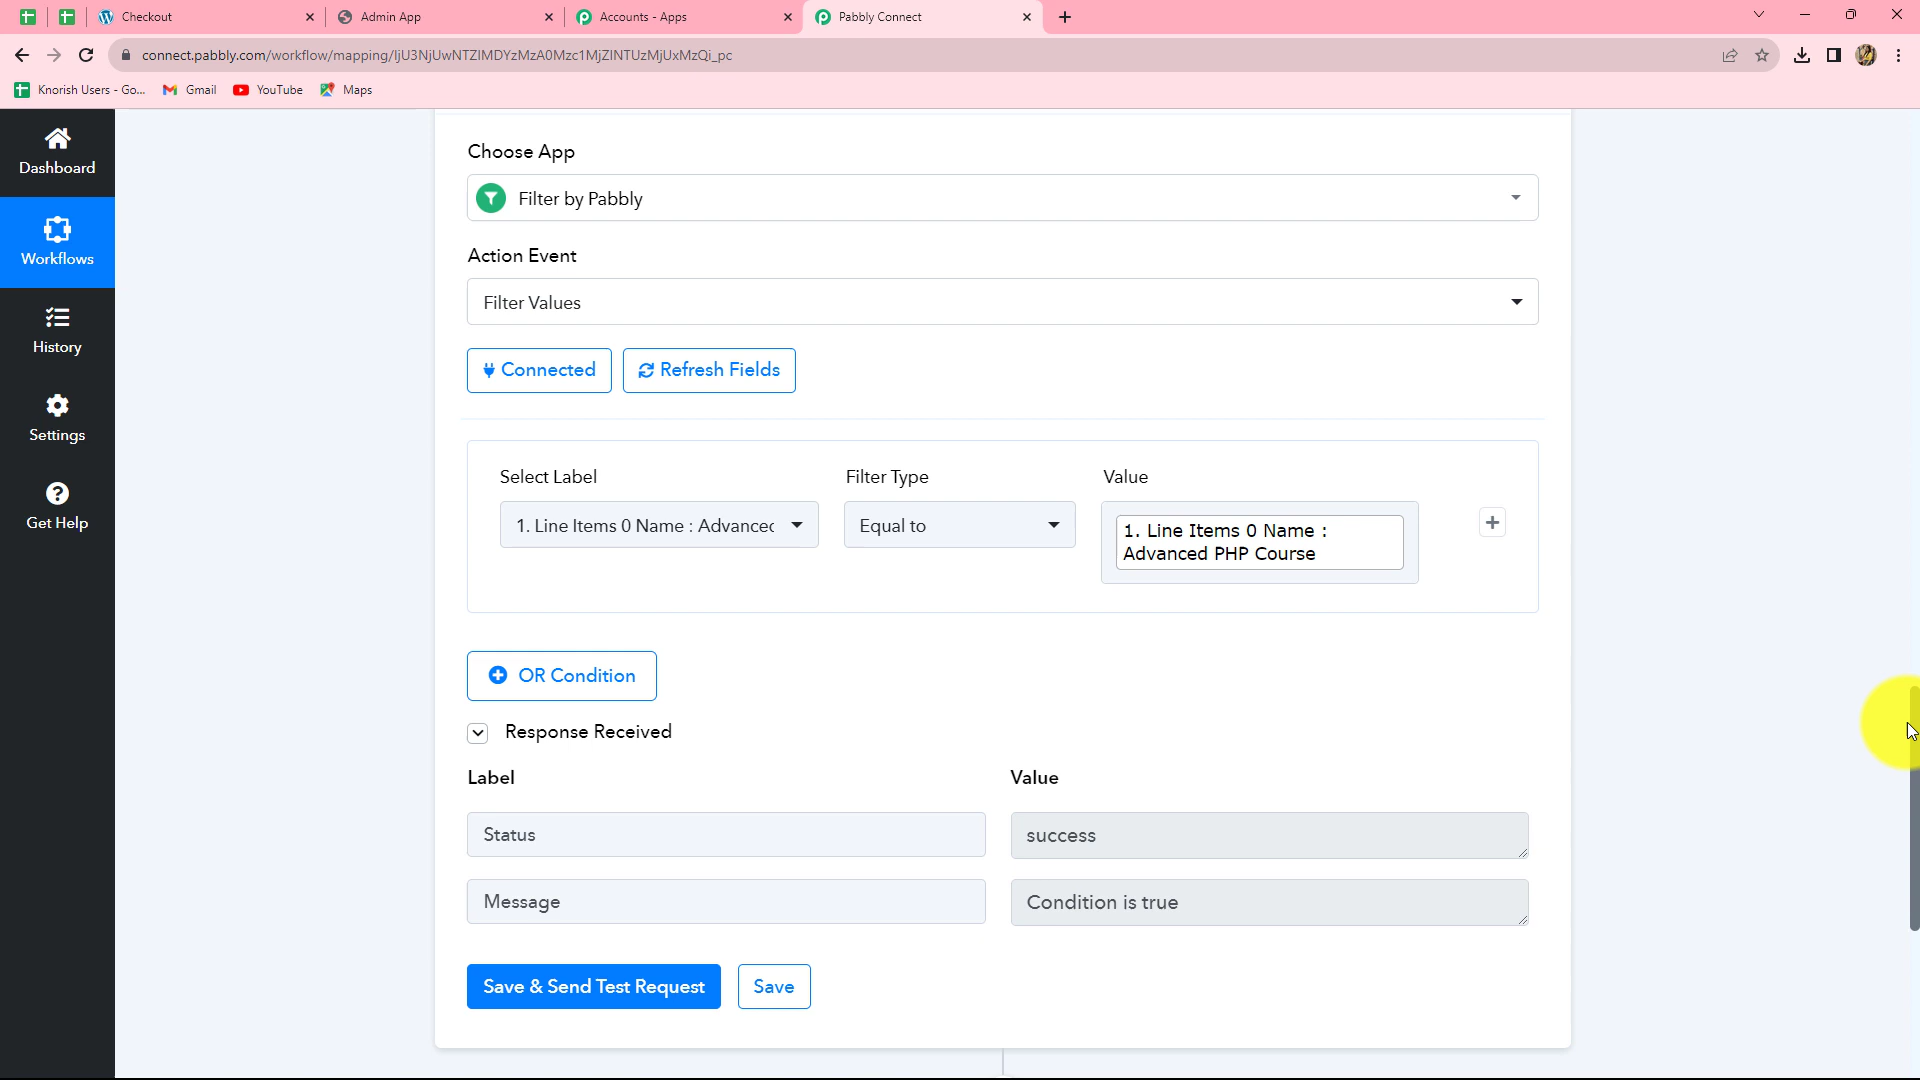 Checkout
Admin App
Accounts - Apps
Pabbly Connect
connect.pabbly.com/workflow/mapping/IjU3NjUwNTZlMDYzMzA0Mzc1MjZlNTUzMjUxMzQi_pc
Knorish Users - Go...
Gmail
YouTube
Maps
Dashboard
Workflows
History
Settings
Get Help
Choose App
Filter by Pabbly
Action Event
Filter Values
Connected
Refresh Fields
Select Label
Filter Type
Value
1. Line Items 0 Name : Advanced
Equal to
1. Line Items 0 Name :
Advanced PHP Course
OR Condition
Response Received
Label
Value
Status
success
Message
Condition is true
Save & Send Test Request
Save